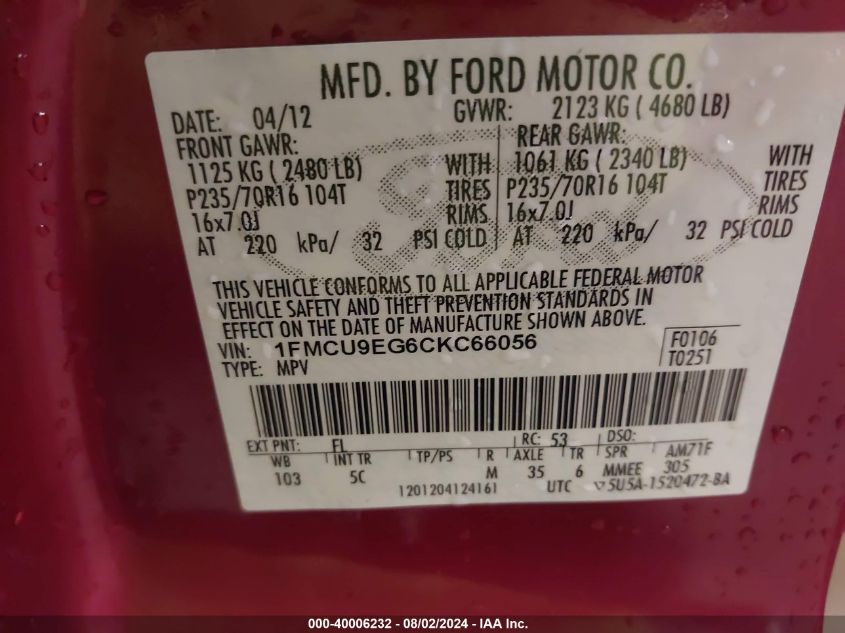 MFD. BY FORD MOTOR CO.
DATE: 04/12 GVWR: 2123 KG ( 4680 LB)
FRONT GAWR: REAR GAWR:
1125 KG ( 2480 LB) WITH 1061 KG ( 2340 LB) WITH
P235/70R16 104T TIRES P235/70R16 104T TIRES
16x7.0J RIMS 16x7.0J RIMS
AT 220 kPa/ 32 PSI COLD AT 220 kPa/ 32 PSI COLD
THIS VEHICLE CONFORMS TO ALL APPLICABLE FEDERAL MOTOR
VEHICLE SAFETY AND THEFT PREVENTION STANDARDS IN
EFFECT ON THE DATE OF MANUFACTURE SHOWN ABOVE.
VIN: 1FMCU9EG6CKC66056 F0106
TYPE: MPV T0251
EXT PNT: FL RC: 53 DSO:
WB INT TR TP/PS R AXLE TR SPR AM71F
103 5C M 35 6 MMEE 305
1201204124161 UTC 5U5A-1520472-BA
000-40006232 - 08/02/2024 - IAAI Inc.